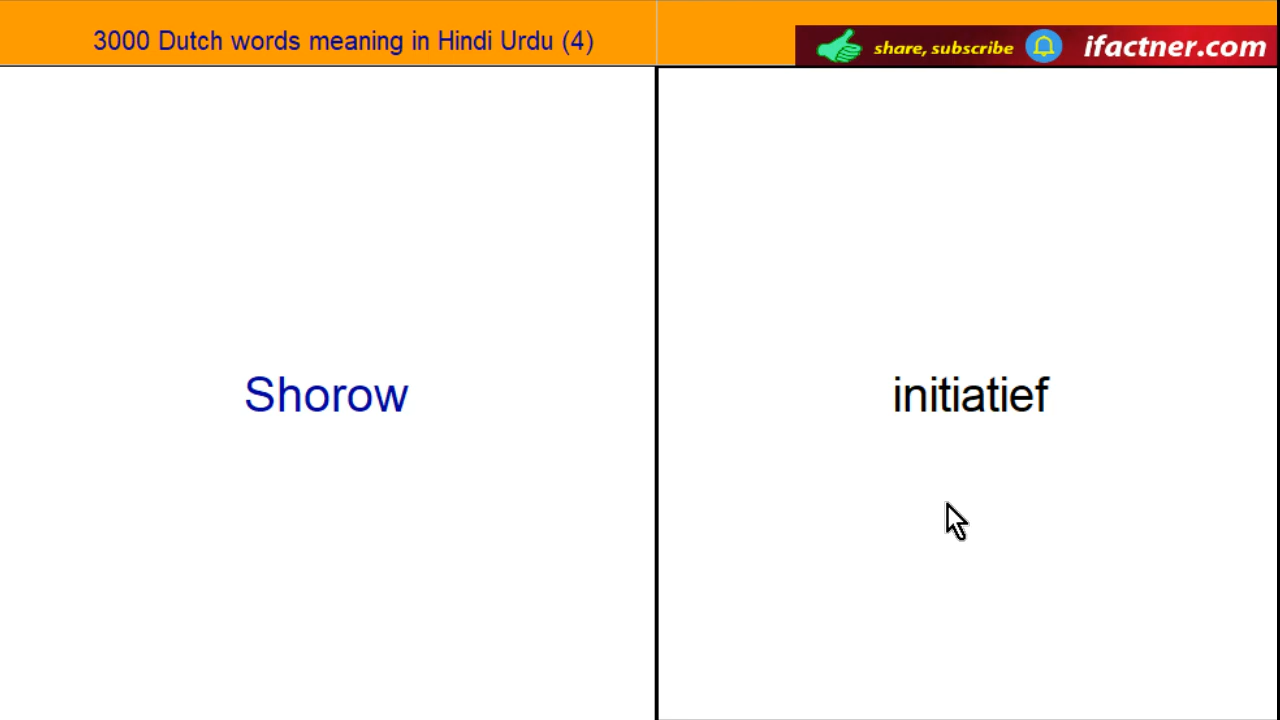 3000 Dutch words meaning in Hindi Urdu (4)
share, subscribe
ifactner.com
Shorow
initiatief